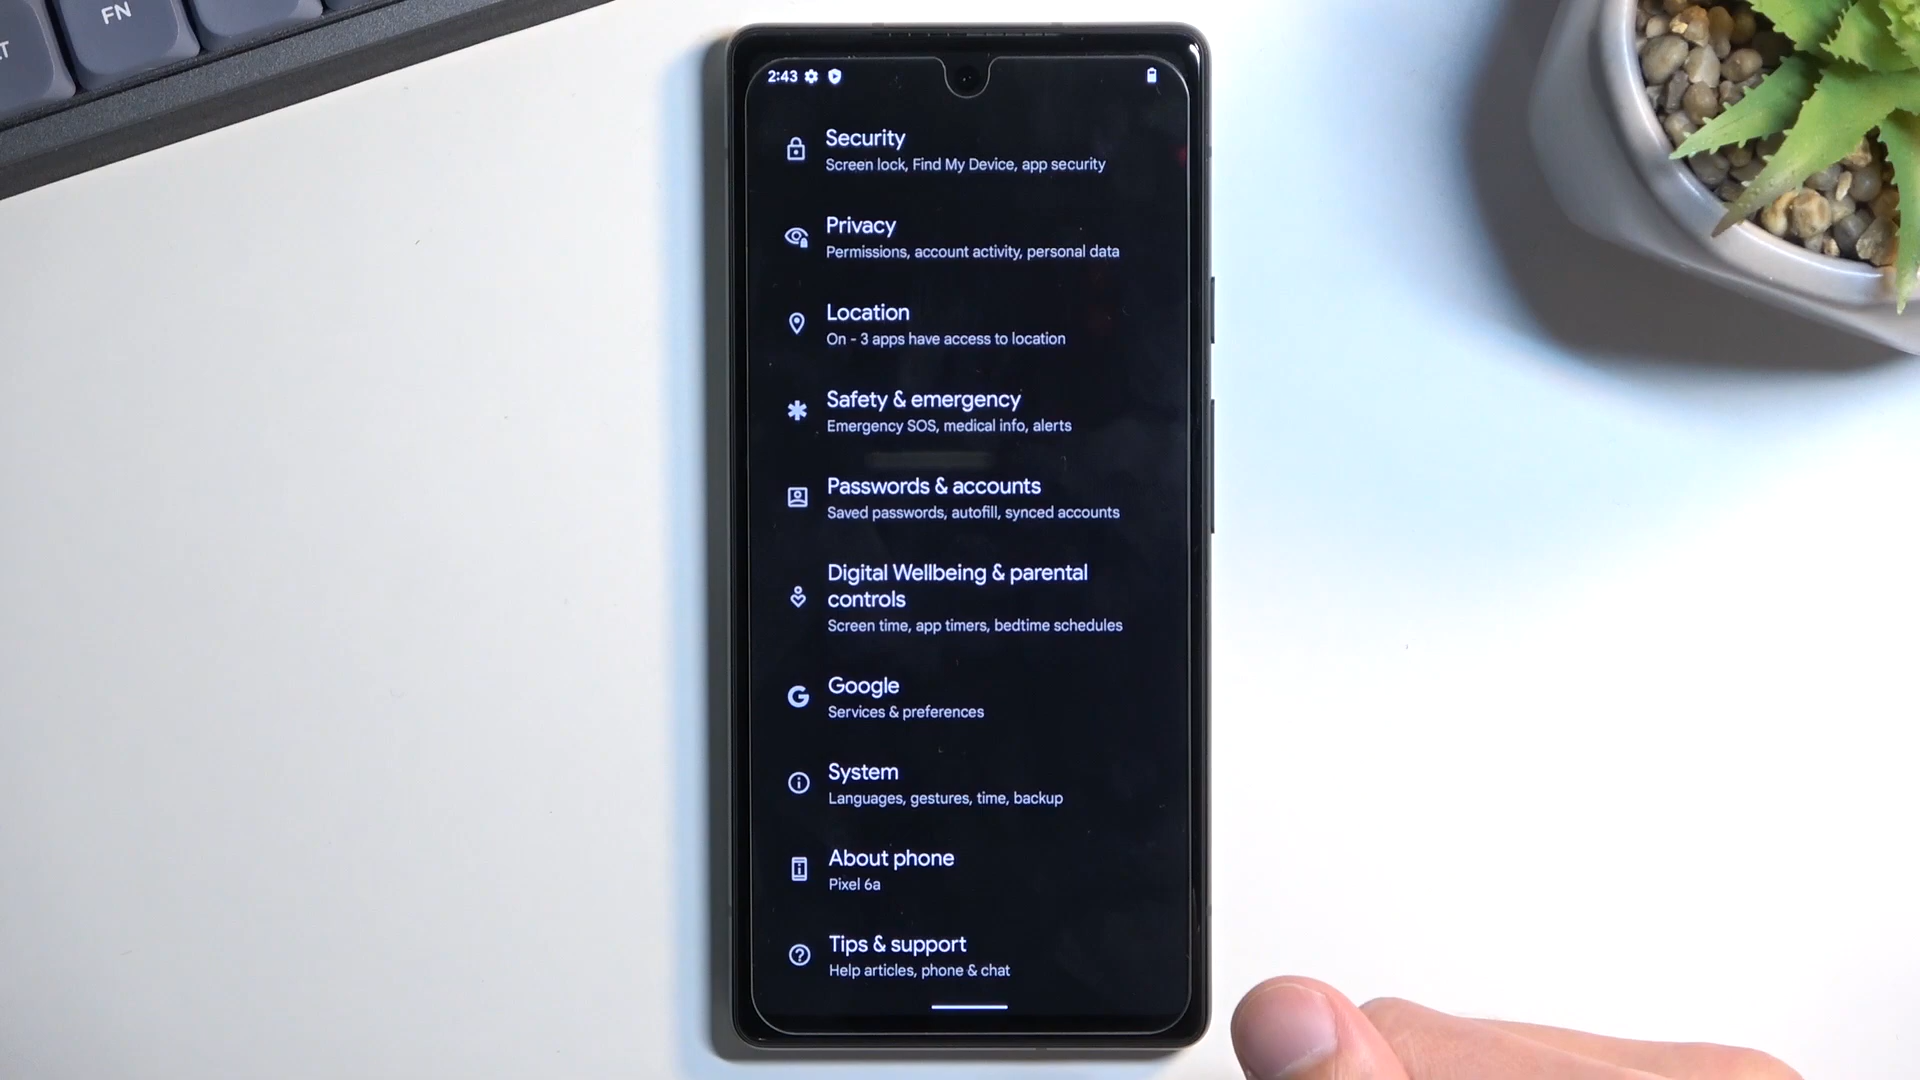 FN
2:43
Security
Screen lock, Find My Device, app security
Privacy
Permissions, account activity, personal data
Location
On - 3 apps have access to location
Safety & emergency
Emergency SOS, medical info, alerts
Passwords & accounts
Saved passwords, autofill, synced accounts
Digital Wellbeing & parental
controls
Screen time, app timers, bedtime schedules
Google
Services & preferences
System
Languages, gestures, time, backup
About phone
Pixel 6a
Tips & support
Help articles, phone & chat